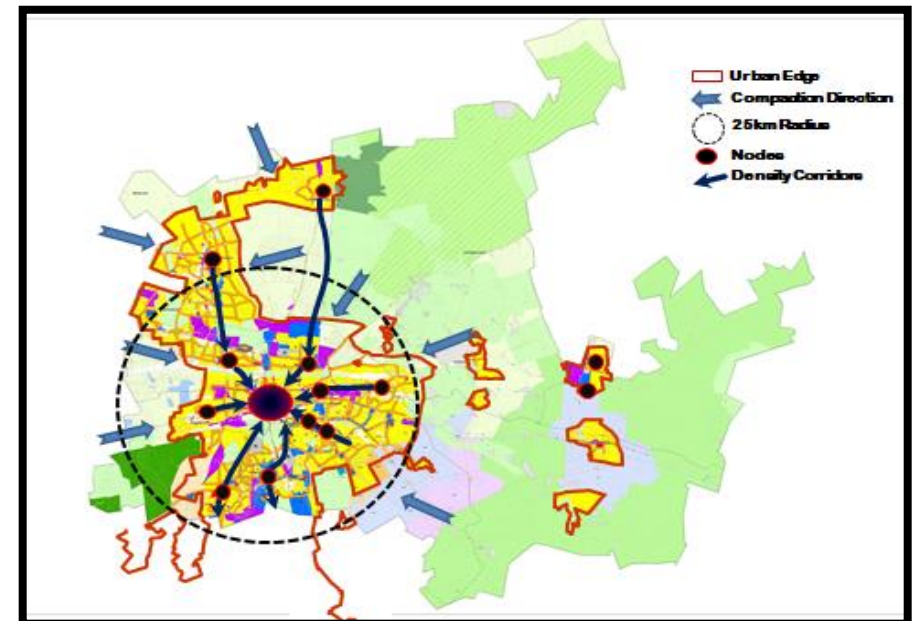 Urban Edge
Compaction Direction
25km Radius
Nodes
Density Corridors